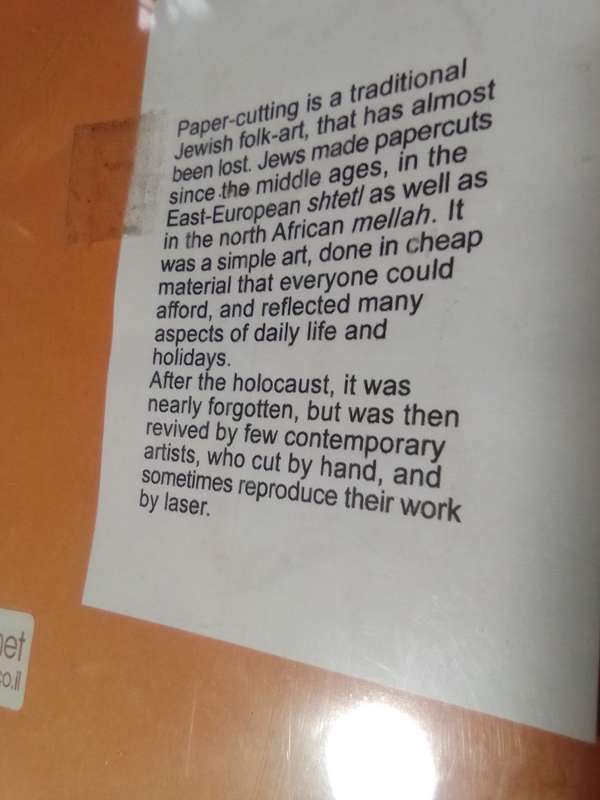 Paper-cutting is a traditional
Jewish folk-art, that has almost
been lost. Jews made papercuts
since the middle ages, in the
East-European shtetl as well as
in the north African mellah. It
was a simple art, done in cheap
material that everyone could
afford, and reflected many
aspects of daily life and
holidays.
After the holocaust, it was
nearly forgotten, but was then
revived by few contemporary
artists, who cut by hand, and
sometimes reproduce their work
by laser.
net
co.il